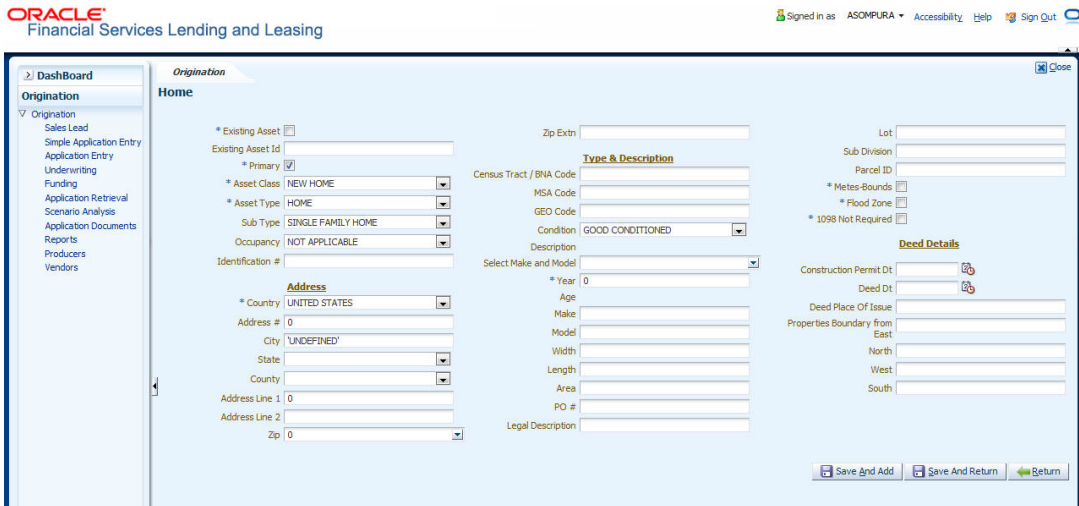 ORACLE
Financial Services Lending and Leasing
Signed in as ASOMPURA Accessibility Help Sign Out
DashBoard
Origination
Origination
Sales Lead
Simple Application Entry
Application Entry
Underwriting
Funding
Application Retrieval
Scenario Analysis
Application Documents
Reports
Producers
Vendors
Origination
Close
Home
* Existing Asset
Existing Asset Id
* Primary
* Asset Class NEW HOME
* Asset Type HOME
Sub Type SINGLE FAMILY HOME
Occupancy NOT APPLICABLE
Identification #
Address
* Country UNITED STATES
Address # 0
City 'UNDEFINED'
State
County
Address Line 1 0
Address Line 2
Zip 0
Zip Extn
Type & Description
Census Tract / BNA Code
MSA Code
GEO Code
Condition GOOD CONDITIONED
Description
Select Make and Model
* Year 0
Age
Make
Model
Width
Length
Area
PO #
Legal Description
Lot
Sub Division
Parcel ID
* Metes-Bounds
* Flood Zone
* 1098 Not Required
Deed Details
Construction Permit Dt
Deed Dt
Deed Place Of Issue
Properties Boundary from
East
North
West
South
Save And Add Save And Return Return